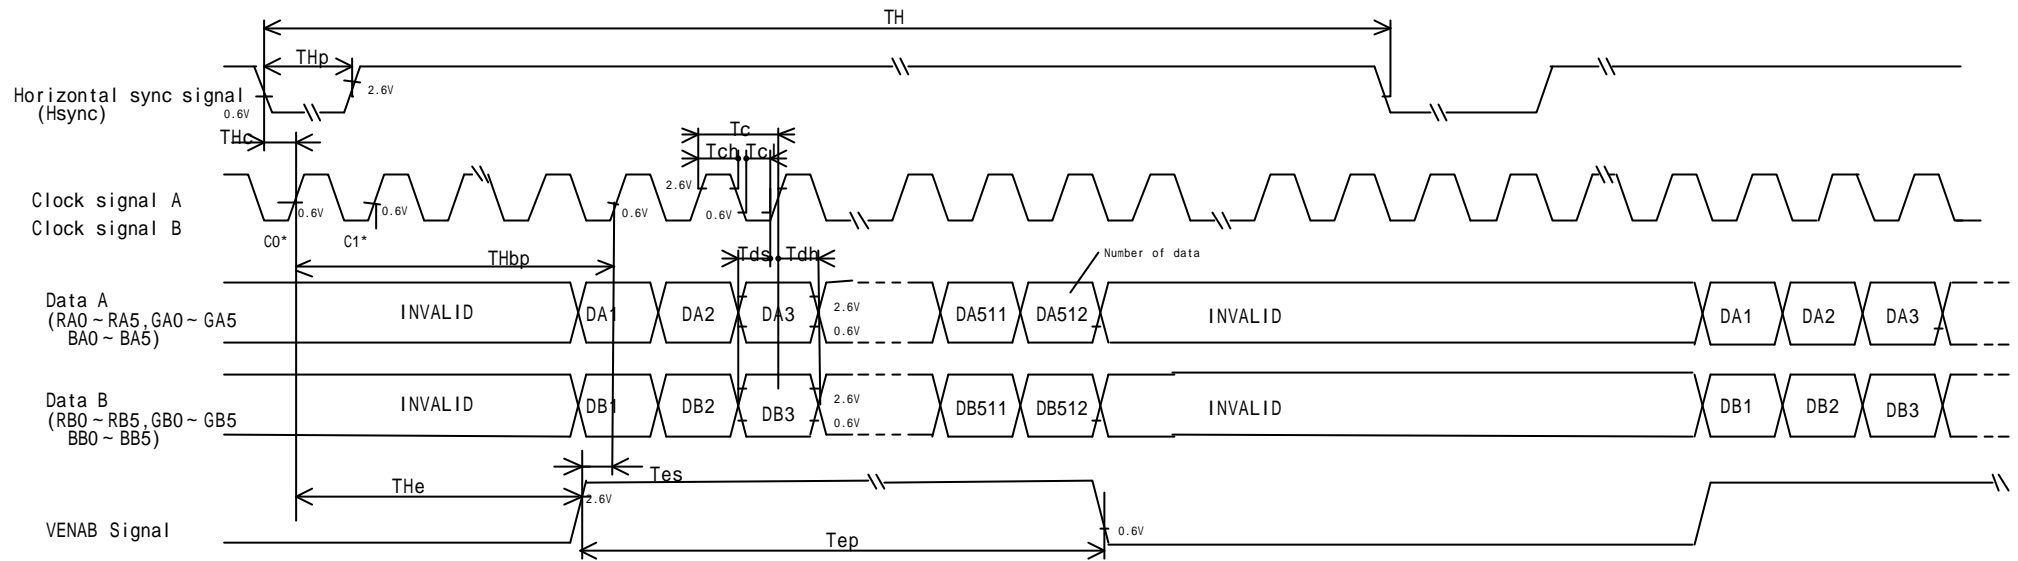 TH
THp
Horizontal sync signal
(Hsync)
0.6V
2.6V
THc
Tc
Tch
Tc
Clock signal A
Clock signal B
2.6V
0.6V
0.6V
0.6V
0.6V
C0*
C1*
THbp
Tds
Tdh
Number of data
Data A
(RA0~RA5,GA0~GA5
BA0~BA5)
INVALID
DA1
DA2
DA3
2.6V
0.6V
DA511
DA512
INVALID
DA1
DA2
DA3
Data B
(RB0~RB5,GB0~GB5
BB0~BB5)
INVALID
DB1
DB2
DB3
2.6V
0.6V
DB511
DB512
INVALID
DB1
DB2
DB3
Tes
THe
2.6V
VENAB Signal
0.6V
Tep